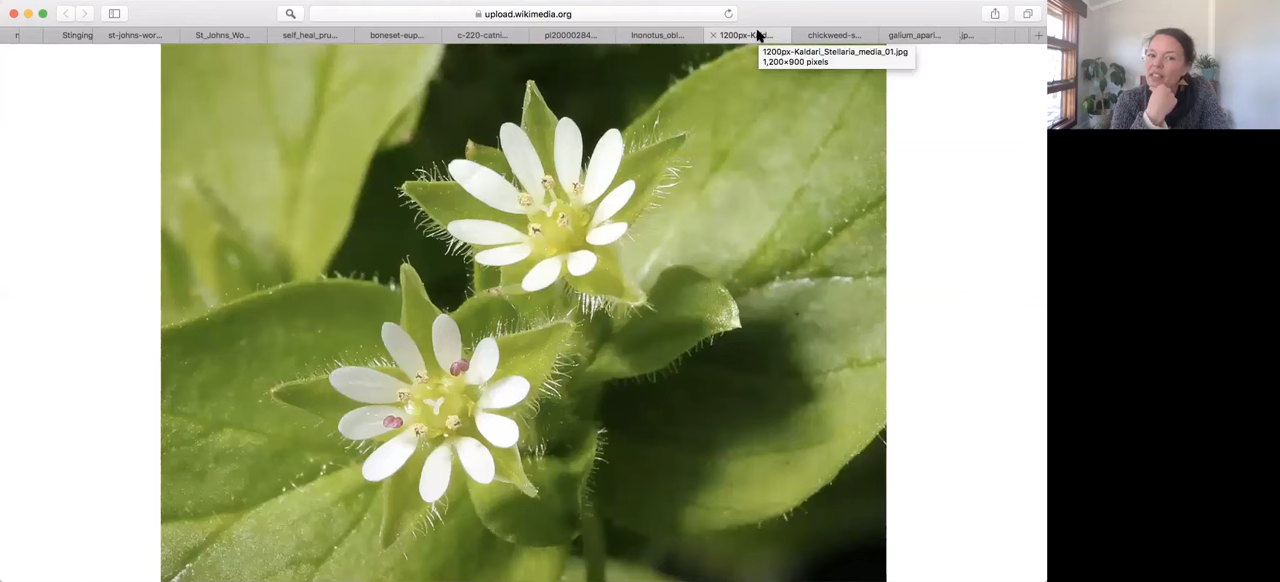 upload.wikimedia.org
Stinging
st-johns-wor...
St_Johns_Wo...
self_heal_pru...
boneset-eup...
c-220-catni...
pl20000284...
Inonotus_obl...
1200px-Kald...
chickweed-s...
galium_apari...
.jp...
1200px-Kaldari_Stellaria_media_01.jpg
1,200×900 pixels